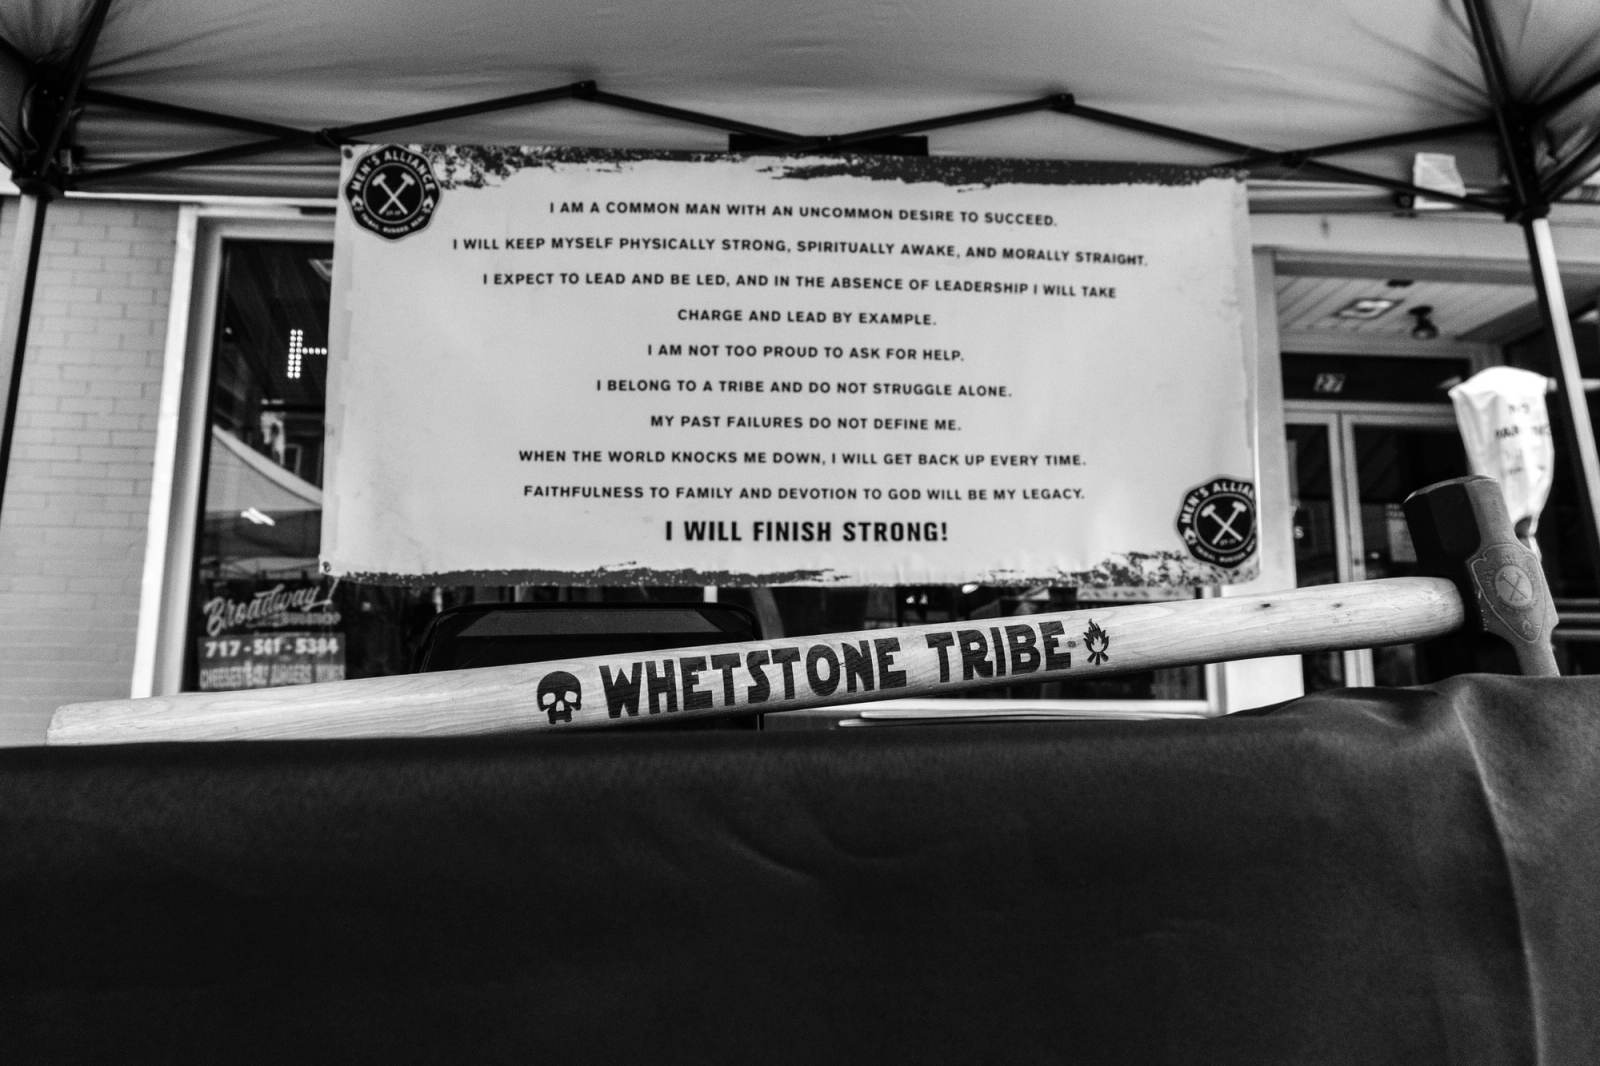 MEN'S ALLIANCE
I AM A COMMON MAN WITH AN UNCOMMON DESIRE TO SUCCEED.
I WILL KEEP MYSELF PHYSICALLY STRONG, SPIRITUALLY AWAKE, AND MORALLY STRAIGHT.
I EXPECT TO LEAD AND BE LED, AND IN THE ABSENCE OF LEADERSHIP I WILL TAKE
CHARGE AND LEAD BY EXAMPLE.
I AM NOT TOO PROUD TO ASK FOR HELP.
I BELONG TO A TRIBE AND DO NOT STRUGGLE ALONE.
MY PAST FAILURES DO NOT DEFINE ME.
WHEN THE WORLD KNOCKS ME DOWN, I WILL GET BACK UP EVERY TIME.
FAITHFULNESS TO FAMILY AND DEVOTION TO GOD WILL BE MY LEGACY.
I WILL FINISH STRONG!
MEN'S ALLIAN
H
27
Broadway
717-501-5384
WHETSTONE TRIBE